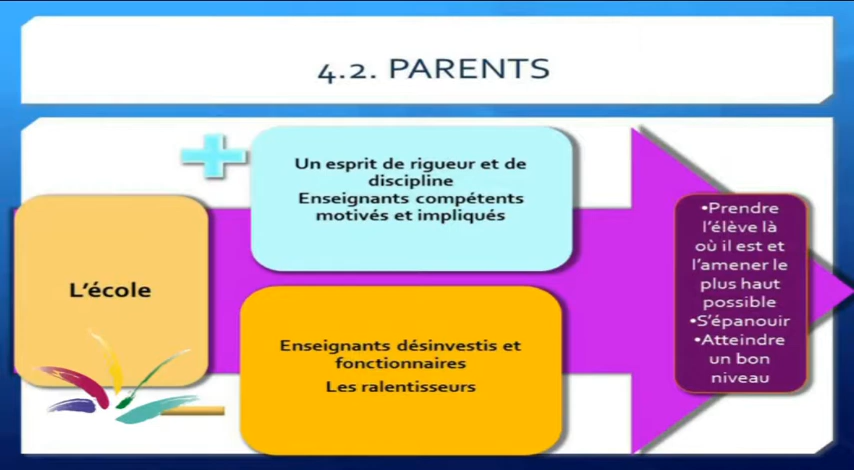 4.2. PARENTS
Un esprit de rigueur et de
discipline
Enseignants compétents
motivés et impliqués
L'école
Enseignants désinvestis et
fonctionnaires
Les ralentisseurs
•Prendre
l'élève là
où il est et
l'amener le
plus haut
possible
•S'épanouir
•Atteindre
un bon
niveau